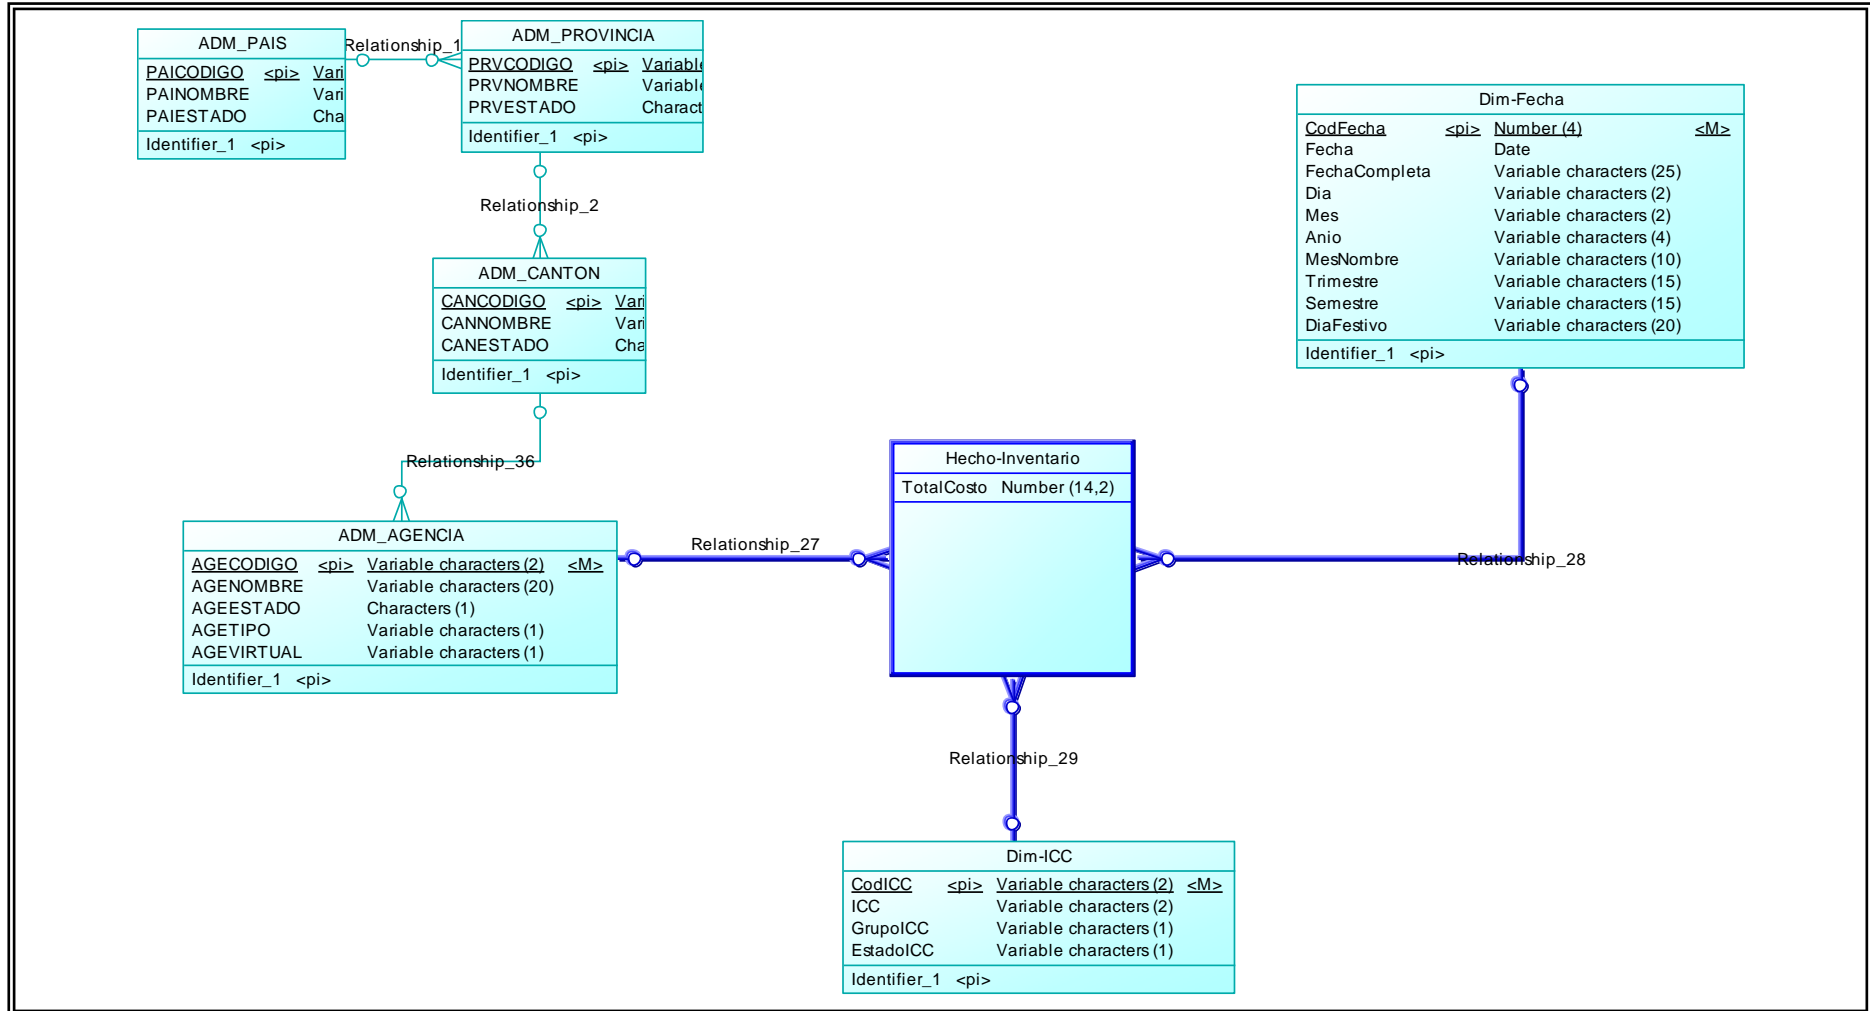 ADM_PAIS
PAICODIGO <pi> Vari
PAINOMBRE Vari
PAIESTADO Cha
Identifier_1 <pi>
Relationship_1
ADM_PROVINCIA
PRVCODIGO <pi> Variable
PRVNOMBRE Variable
PRVESTADO Charact
Identifier_1 <pi>
Relationship_2
ADM_CANTON
CANCODIGO <pi> Vari
CANNOMBRE Vari
CANESTADO Cha
Identifier_1 <pi>
Relationship_36
ADM_AGENCIA
AGECODIGO <pi> Variable characters (2) <M>
AGENOMBRE Variable characters (20)
AGEESTADO Characters (1)
AGETIPO Variable characters (1)
AGEVIRTUAL Variable characters (1)
Identifier_1 <pi>
Relationship_27
Hecho-Inventario
TotalCosto Number (14,2)
Dim-Fecha
CodFecha <pi> Number (4) <M>
Fecha Date
FechaCompleta Variable characters (25)
Dia Variable characters (2)
Mes Variable characters (2)
Anio Variable characters (4)
MesNombre Variable characters (10)
Trimestre Variable characters (15)
Semestre Variable characters (15)
DiaFestivo Variable characters (20)
Identifier_1 <pi>
Relationship_28
Relationship_29
Dim-ICC
CodICC <pi> Variable characters (2) <M>
ICC Variable characters (2)
GrupoICC Variable characters (1)
EstadoICC Variable characters (1)
Identifier_1 <pi>